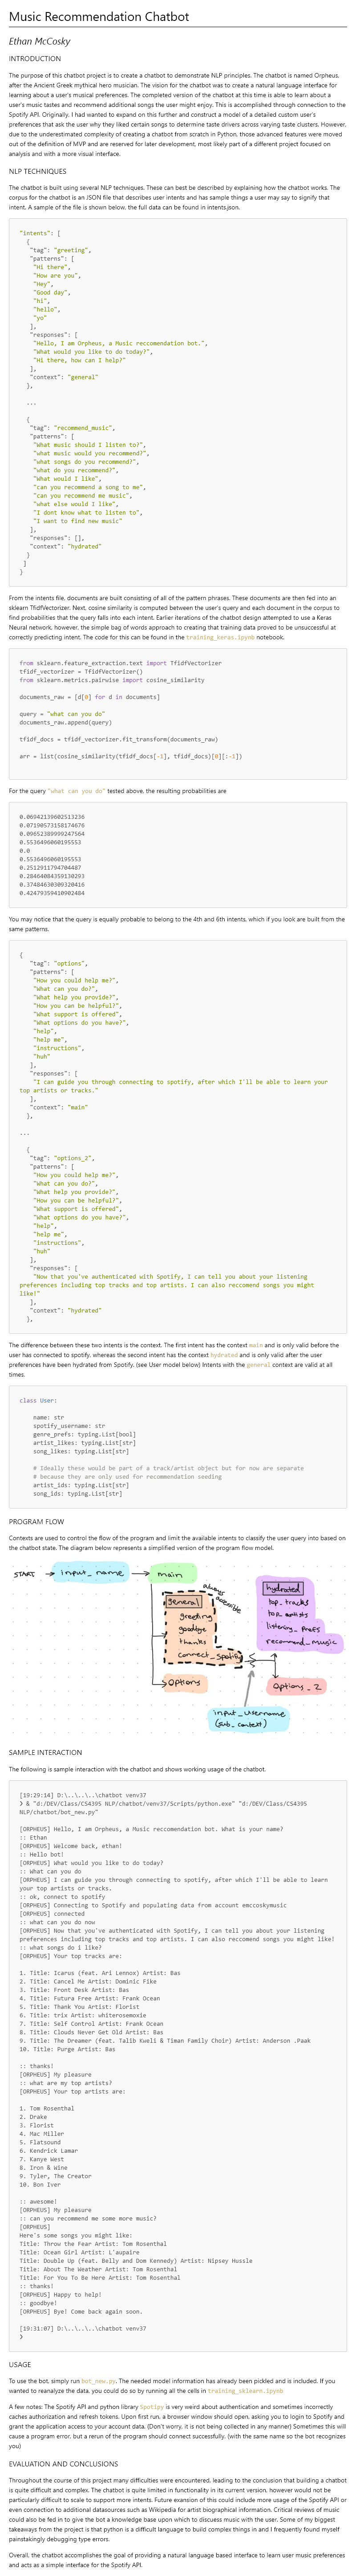 Music Recommendation Chatbot
Ethan McCosky
INTRODUCTION
The purpose of this chatbot project is to create a chatbot to demonstrate NLP principles. The chatbot is named Orpheus,
after the Ancient Greek mythical hero musician. The vision for the chatbot was to create a natural language interface for
learning about a user's musical preferences. The completed version of the chatbot at this time is able to learn about a
user's music tastes and recommend additional songs the user might enjoy. This is accomplished through connection to the
Spotify API. Originally, I had wanted to expand on this further and construct a model of a detailed custom user's
preferences that ask the user why they liked certain songs to determine taste drivers across varying taste clusters. However,
due to the underestimated complexity of creating a chatbot from scratch in Python, those advanced features were moved
out of the definition of MVP and are reserved for later development, most likely part of a different project focused on
analysis and with a more visual interface.
NLP TECHNIQUES
The chatbot is built using several NLP techniques. These can best be described by explaining how the chatbot works. The
corpus for the chatbot is an JSON file that describes user intents and has sample things a user may say to signify that
intent. A sample of the file is shown below, the full data can be found in intents.json.
"intents": [
{
"tag": "greeting",
"patterns": [
"Hi there",
"How are you",
"Hey",
"Good day",
"hi",
"hello",
"yo"
],
"responses": [
"Hello, I am Orpheus, a Music reccomendation bot.",
"What would you like to do today?",
"Hi there, how can I help?"
],
"context": "general"
},
...
{
"tag": "recommend_music",
"patterns": [
"What music should I listen to?",
"what music would you recommend?",
"what songs do you recommend?",
"what do you recommend?",
"What would I like",
"can you recommend a song to me",
"can you recommend me music",
"what else would I like",
"I dont know what to listen to",
"I want to find new music"
],
"responses": [],
"context": "hydrated"
}
]
}
From the intents file, documents are built consisting of all of the pattern phrases. These documents are then fed into an
sklearn TfidfVectorizer. Next, cosine similarity is computed between the user's query and each document in the corpus to
find probabilities that the query falls into each intent. Earlier iterations of the chatbot design attempted to use a Keras
Neural network, however, the simple bag of words approach to creating that training data proved to be unsuccessful at
correctly predicting intent. The code for this can be found in the training_keras.ipynb notebook.
from sklearn.feature_extraction.text import TfidfVectorizer
tfidf_vectorizer = TfidfVectorizer()
from sklearn.metrics.pairwise import cosine_similarity
documents_raw = [d[0] for d in documents]
query = "what can you do"
documents_raw.append(query)
tfidf_docs = tfidf_vectorizer.fit_transform(documents_raw)
arr = list(cosine_similarity(tfidf_docs[-1], tfidf_docs)[0][:-1])
For the query "what can you do" tested above, the resulting probabilities are
0.06942139602513236
0.07190573158174676
0.09652389999247564
0.5536496060195553
0.0
0.5536496060195553
0.2512911794704487
0.28464084359130293
0.37484630309320416
0.42479359410902484
You may notice that the query is equally probable to belong to the 4th and 6th intents, which if you look are built from the
same patterns.
{
"tag": "options",
"patterns": [
"How you could help me?",
"What can you do?",
"What help you provide?",
"How you can be helpful?",
"What support is offered",
"What options do you have?",
"help",
"help me",
"instructions",
"huh"
],
"responses": [
"I can guide you through connecting to spotify, after which I'll be able to learn your
top artists or tracks."
],
"context": "main"
},
...
{
"tag": "options_2",
"patterns": [
"How you could help me?",
"What can you do?",
"What help you provide?",
"How you can be helpful?",
"What support is offered",
"What options do you have?",
"help",
"help me",
"instructions",
"huh"
],
"responses": [
"Now that you've authenticated with Spotify, I can tell you about your listening
preferences including top tracks and top artists. I can also reccomend songs you might
like!"
],
"context": "hydrated"
},
The difference between these two intents is the context. The first intent has the context main and is only valid before the
user has connected to spotify, whereas the second intent has the context hydrated and is only valid after the user
preferences have been hydrated from Spotify. (see User model below) Intents with the general context are valid at all
times.
class User:
name: str
spotify_username: str
genre_prefs: typing.List[bool]
artist_likes: typing.List[str]
song_likes: typing.List[str]
# Ideally these would be part of a track/artist object but for now are separate
# because they are only used for recommendation seeding
artist_ids: typing.List[str]
song_ids: typing.List[str]
PROGRAM FLOW
Contexts are used to control the flow of the program and limit the available intents to classify the user query into based on
the chatbot state. The diagram below represents a simplified version of the program flow model.
START
input_name
main
always
accessible
general
greeting
goodbye
thanks
connect_spotify
hydrated
top_tracks
top_artists
listening_prefs
recommend_music
options
options_2
input_username
(sub_context)
SAMPLE INTERACTION
The following is sample interaction with the chatbot and shows working usage of the chatbot.
[19:29:14] D:\..\..\..\chatbot venv37
❯ & "d:/DEV/Class/CS4395 NLP/chatbot/venv37/Scripts/python.exe" "d:/DEV/Class/CS4395
NLP/chatbot/bot_new.py"
[ORPHEUS] Hello, I am Orpheus, a Music reccomendation bot. What is your name?
:: Ethan
[ORPHEUS] Welcome back, ethan!
:: Hello bot!
[ORPHEUS] What would you like to do today?
:: What can you do
[ORPHEUS] I can guide you through connecting to spotify, after which I'll be able to learn
your top artists or tracks.
:: ok, connect to spotify
[ORPHEUS] Connecting to Spotify and populating data from account emccoskymusic
[ORPHEUS] connected
:: what can you do now
[ORPHEUS] Now that you've authenticated with Spotify, I can tell you about your listening
preferences including top tracks and top artists. I can also reccomend songs you might like!
:: what songs do i like?
[ORPHEUS] Your top tracks are:
1. Title: Icarus (feat. Ari Lennox) Artist: Bas
2. Title: Cancel Me Artist: Dominic Fike
3. Title: Front Desk Artist: Bas
4. Title: Futura Free Artist: Frank Ocean
5. Title: Thank You Artist: Florist
6. Title: trix Artist: whiterosemoxie
7. Title: Self Control Artist: Frank Ocean
8. Title: Clouds Never Get Old Artist: Bas
9. Title: The Dreamer (feat. Talib Kweli & Timan Family Choir) Artist: Anderson .Paak
10. Title: Purge Artist: Bas
:: thanks!
[ORPHEUS] My pleasure
:: what are my top artists?
[ORPHEUS] Your top artists are:
1. Tom Rosenthal
2. Drake
3. Florist
4. Mac Miller
5. Flatsound
6. Kendrick Lamar
7. Kanye West
8. Iron & Wine
9. Tyler, The Creator
10. Bon Iver
:: awesome!
[ORPHEUS] My pleasure
:: can you recommend me some more music?
[ORPHEUS]
Here's some songs you might like:
Title: Throw the Fear Artist: Tom Rosenthal
Title: Ocean Girl Artist: L'aupaire
Title: Double Up (feat. Belly and Dom Kennedy) Artist: Nipsey Hussle
Title: About The Weather Artist: Tom Rosenthal
Title: For You To Be Here Artist: Tom Rosenthal
:: thanks!
[ORPHEUS] Happy to help!
:: goodbye!
[ORPHEUS] Bye! Come back again soon.
[19:31:07] D:\..\..\..\chatbot venv37
❯
USAGE
To use the bot, simply run bot_new.py. The needed model information has already been pickled and is included. If you
wanted to reanalyze the data, you could do so by running all the cells in training_sklearn.ipynb
A few notes: The Spotify API and python library Spotipy is very weird about authentication and sometimes incorrectly
caches authorization and refresh tokens. Upon first run, a browser window should open, asking you to login to Spotify and
grant the application access to your account data. (Don't worry, it is not being collected in any manner) Sometimes this will
cause a program error, but a rerun of the program should connect successfully. (with the same name so the bot recognizes
you)
EVALUATION AND CONCLUSIONS
Throughout the course of this project many difficulties were encountered, leading to the conclusion that building a chatbot
is quite difficult and complex. The chatbot is quite limited in functionality in its current version, however would not be
particularly difficult to scale to support more intents. Future exansion of this could include more usage of the Spotify API or
even connection to additional datasources such as Wikipedia for artist biographical information. Critical reviews of music
could also be fed in to give the bot a knowledge base upon which to discuss music with the user. Some of my biggest
takeaways from the project is that python is a difficult language to build complex things in and I frequently found myself
painstakingly debugging type errors.
Overall, the chatbot accomplishes the goal of providing a natural language based interface to learn user music preferences
and acts as a simple interface for the Spotify API.